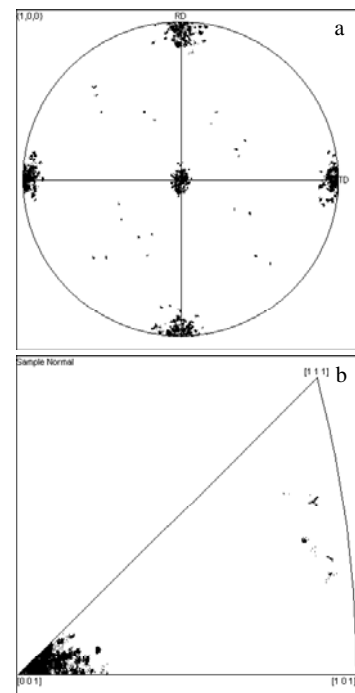 {1,0,0}
RD
a
TD
Sample Normal
b
[1 1 1]
[0 0 1]
[1 0 1]